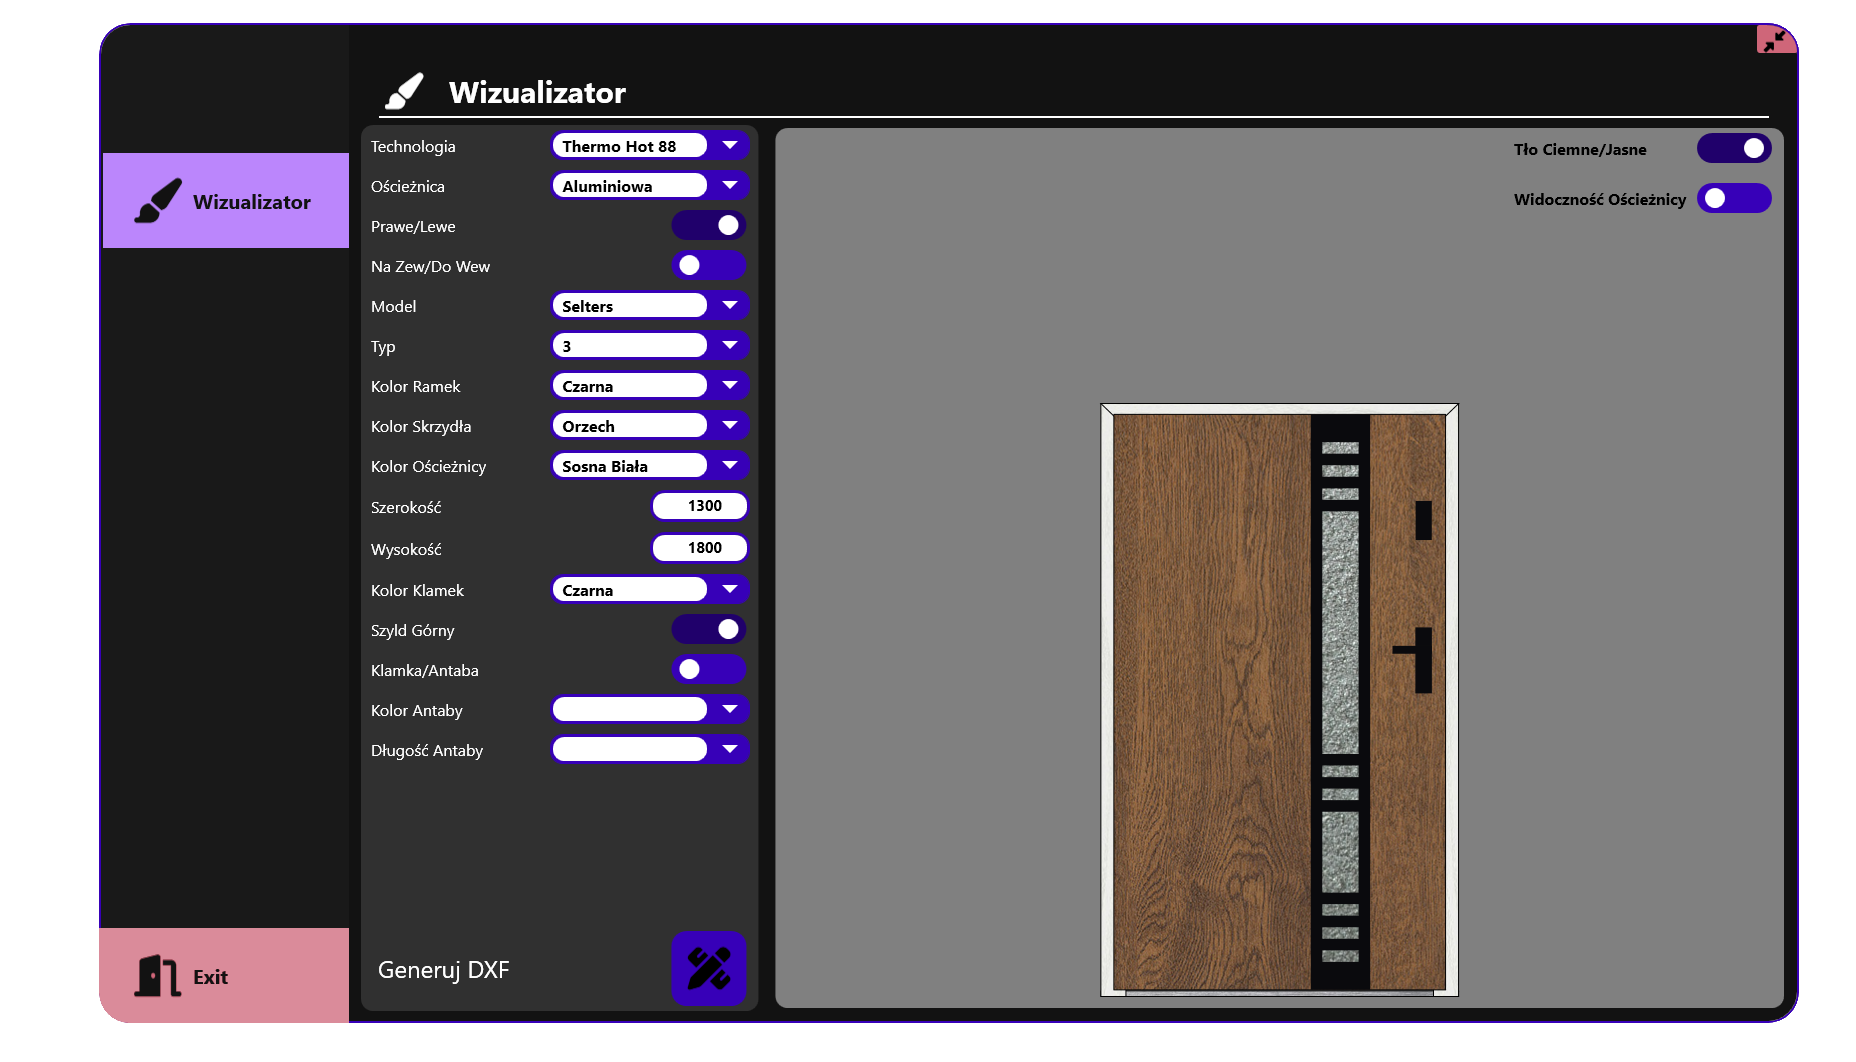 Wizualizator
Wizualizator
Exit
Technologia Thermo Hot 88
Ościeżnica Aluminiowa
Prawe/Lewe
Na Zew/Do Wew
Model Selters
Typ 3
Kolor Ramek Czarna
Kolor Skrzydła Orzech
Kolor Ościeżnicy Sosna Biała
Szerokość 1300
Wysokość 1800
Kolor Klamek Czarna
Szyld Górny
Klamka/Antaba
Kolor Antaby
Długość Antaby
Generuj DXF
Tło Ciemne/Jasne
Widoczność Ościeżnicy